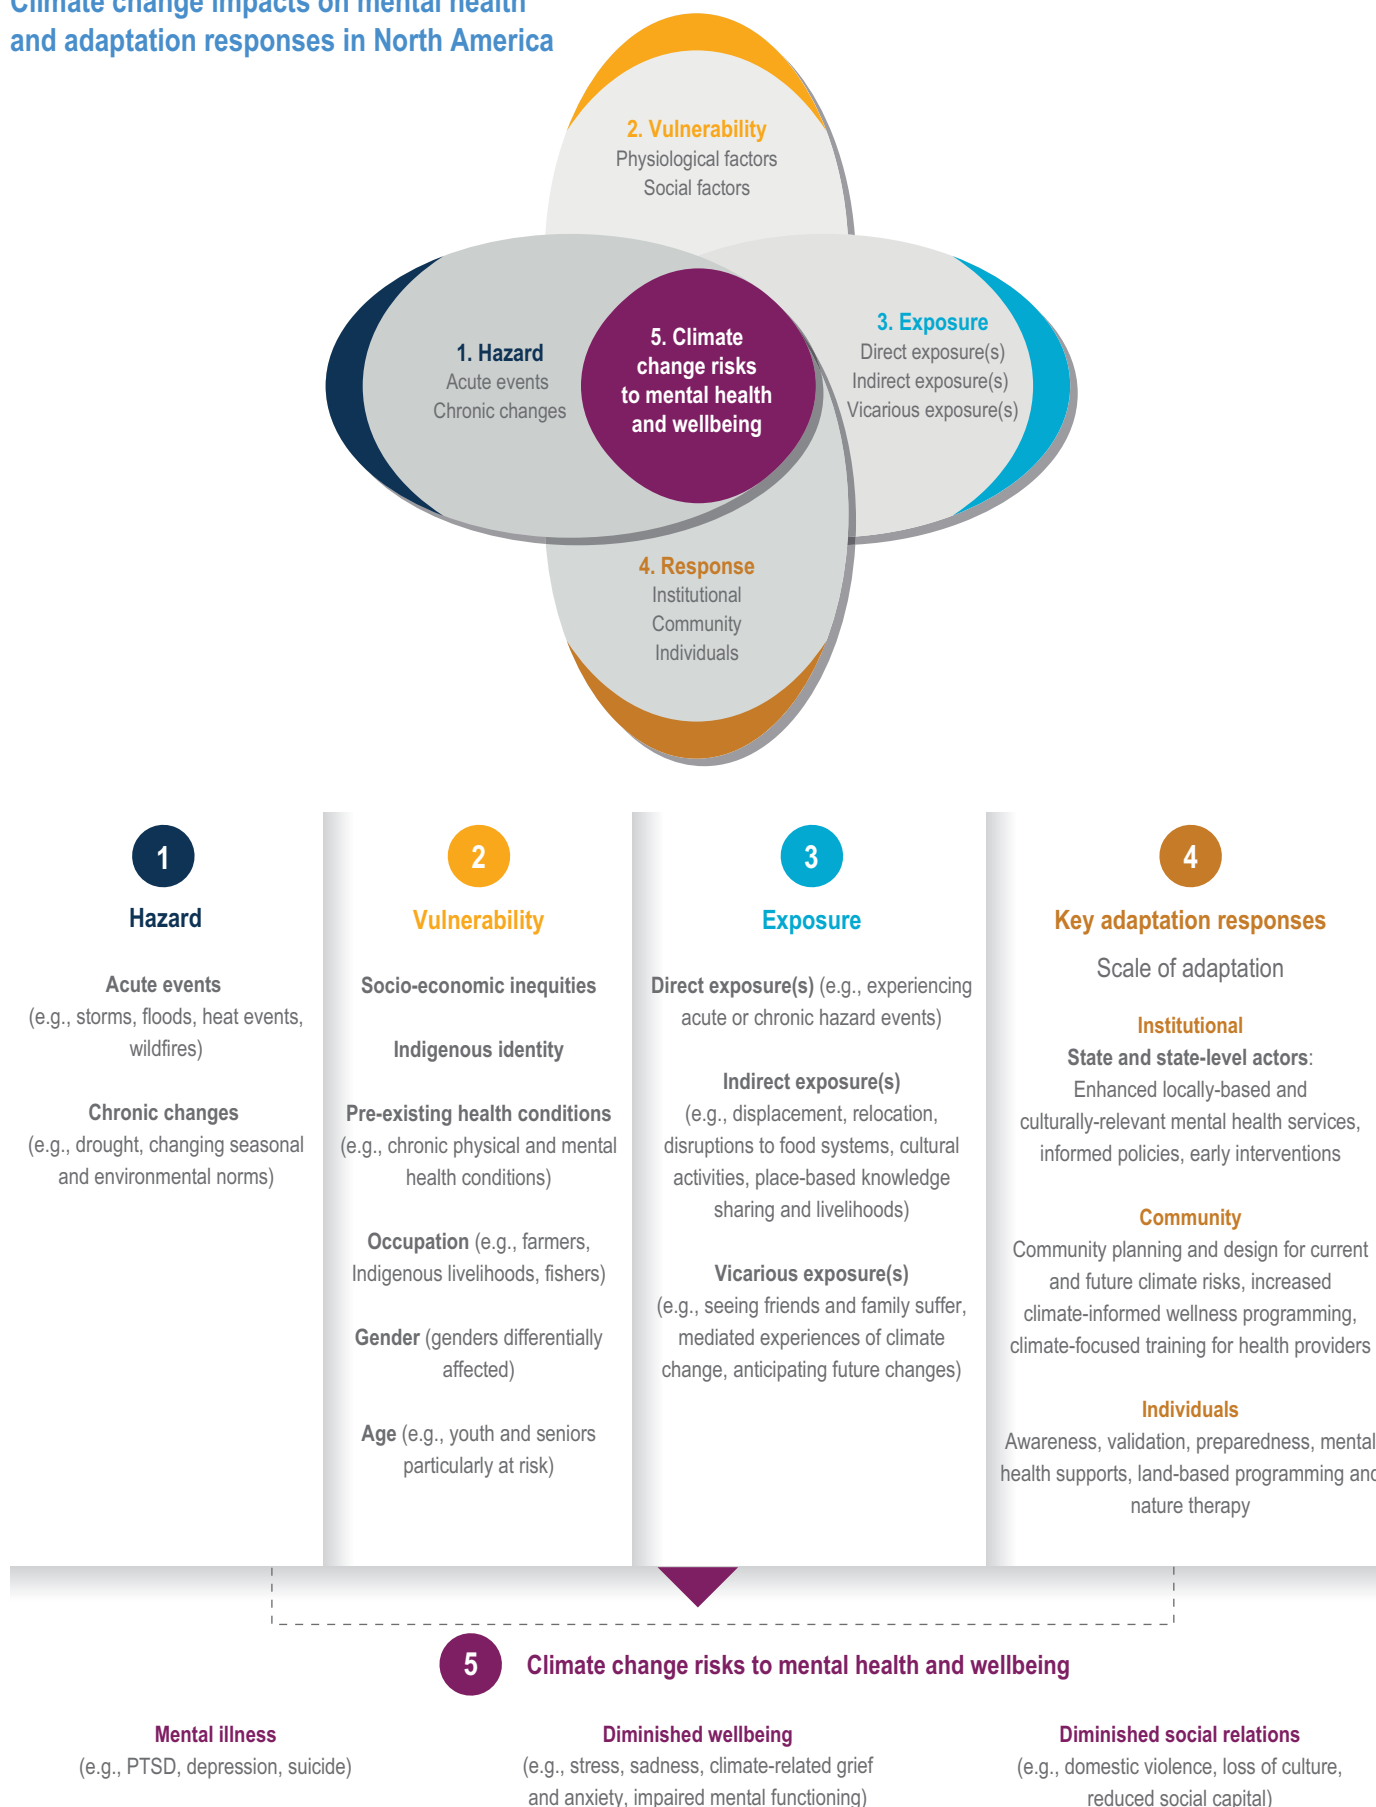 Climate change impacts on mental health
and adaptation responses in North America
2. Vulnerability
Physiological factors
Social factors
1. Hazard
Acute events
Chronic changes
5. Climate
change risks
to mental health
and wellbeing
3. Exposure
Direct exposure(s)
Indirect exposure(s)
Vicarious exposure(s)
4. Response
Institutional
Community
Individuals
1
Hazard
Acute events
(e.g., storms, floods, heat events,
wildfires)
Chronic changes
(e.g., drought, changing seasonal
and environmental norms)
2
Vulnerability
Socio-economic inequities
Indigenous identity
Pre-existing health conditions
(e.g., chronic physical and mental
health conditions)
Occupation (e.g., farmers,
Indigenous livelihoods, fishers)
Gender (genders differentially
affected)
Age (e.g., youth and seniors
particularly at risk)
3
Exposure
Direct exposure(s) (e.g., experiencing
acute or chronic hazard events)
Indirect exposure(s)
(e.g., displacement, relocation,
disruptions to food systems, cultural
activities, place-based knowledge
sharing and livelihoods)
Vicarious exposure(s)
(e.g., seeing friends and family suffer,
mediated experiences of climate
change, anticipating future changes)
4
Key adaptation responses
Scale of adaptation
Institutional
State and state-level actors:
Enhanced locally-based and
culturally-relevant mental health services,
informed policies, early interventions
Community
Community planning and design for current
and future climate risks, increased
climate-informed wellness programming,
climate-focused training for health providers
Individuals
Awareness, validation, preparedness, mental
health supports, land-based programming and
nature therapy
5
Climate change risks to mental health and wellbeing
Mental illness
(e.g., PTSD, depression, suicide)
Diminished wellbeing
(e.g., stress, sadness, climate-related grief
and anxiety, impaired mental functioning)
Diminished social relations
(e.g., domestic violence, loss of culture,
reduced social capital)